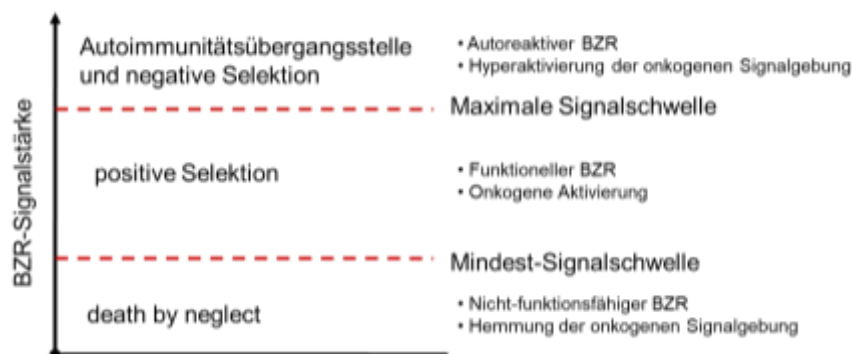 BZR-Signalstärke
Autoimmunitätsübergangsstelle
und negative Selektion
• Autoreaktiver BZR
• Hyperaktivierung der onkogenen Signalgebung
Maximale Signalschwelle
positive Selektion
• Funktioneller BZR
• Onkogene Aktivierung
Mindest-Signalschwelle
death by neglect
• Nicht-funktionsfähiger BZR
• Hemmung der onkogenen Signalgebung